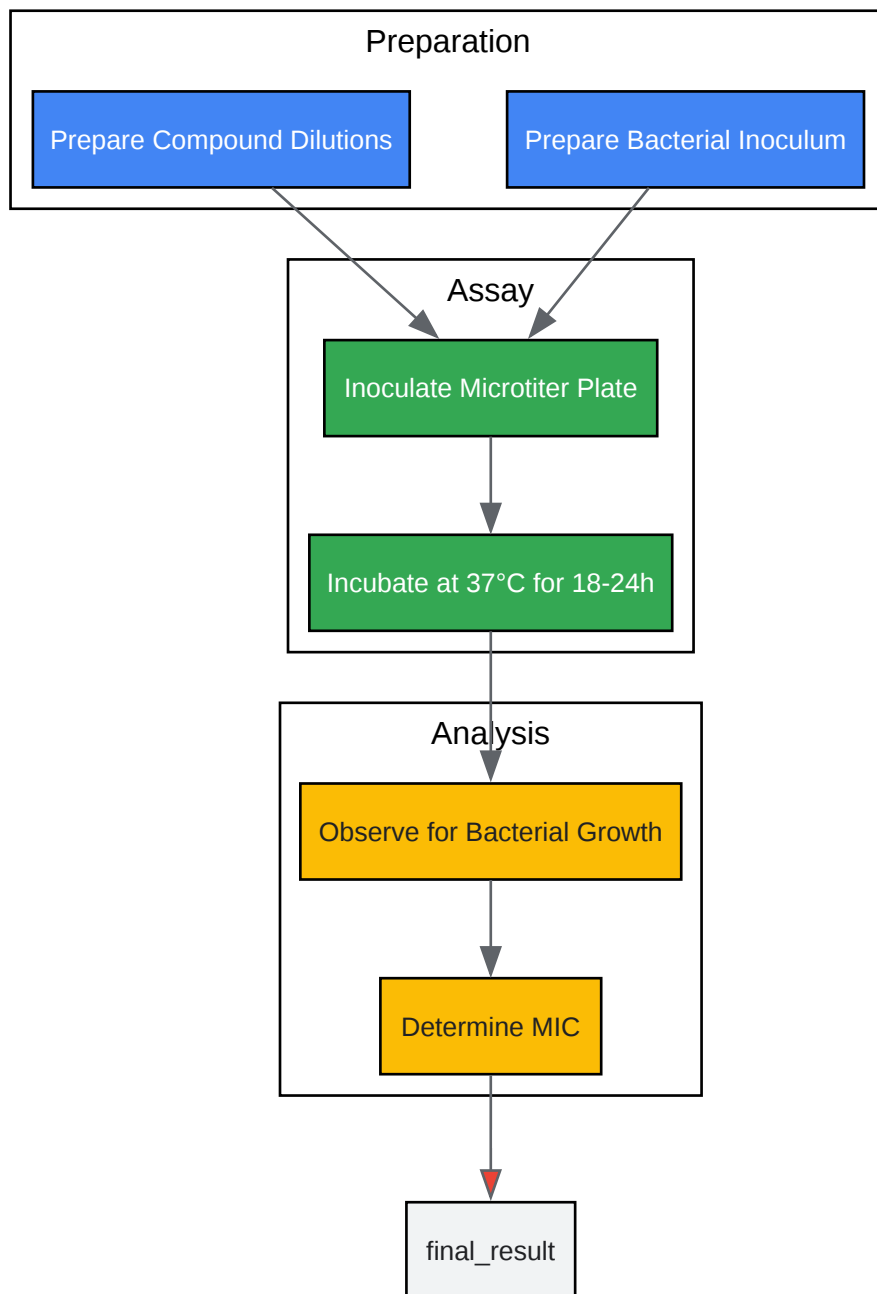 Preparation
Prepare Compound Dilutions
Prepare Bacterial Inoculum
Assay
Inoculate Microtiter Plate
Incubate at 37°C for 18-24h
Analysis
Observe for Bacterial Growth
Determine MIC
final_result